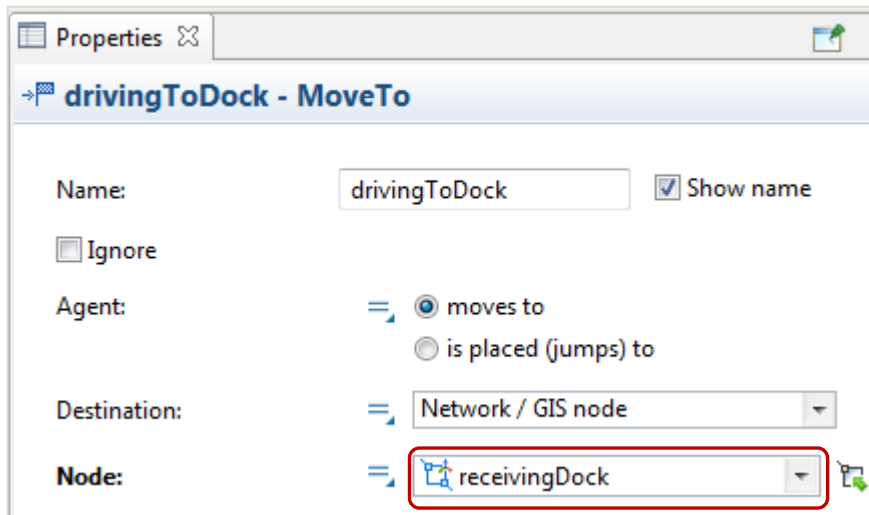 Properties
drivingToDock - MoveTo
Name: drivingToDock Show name
Ignore
Agent: moves to
is placed (jumps) to
Destination: Network / GIS node
Node: receivingDock